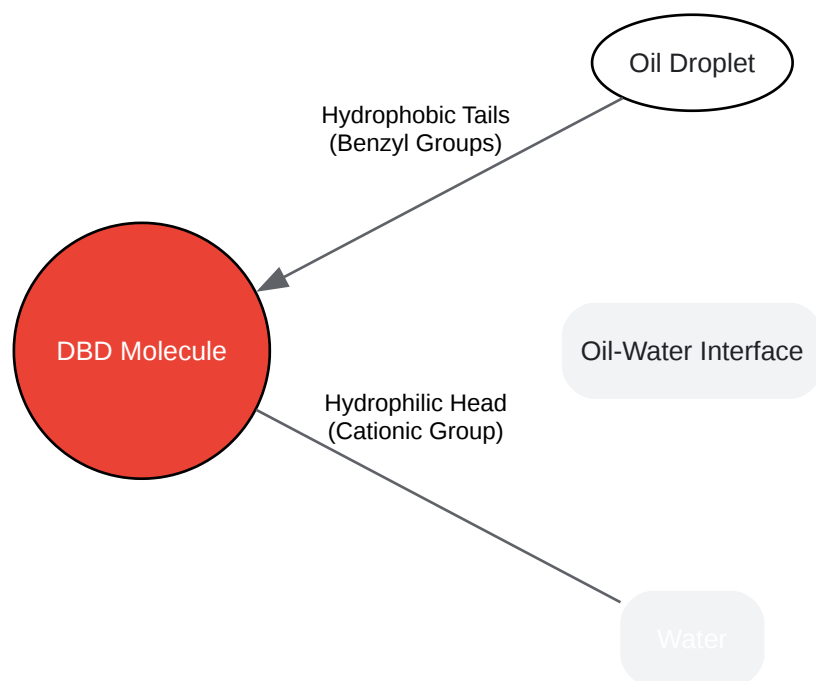 Oil Droplet
Hydrophobic Tails
(Benzyl Groups)
DBD Molecule
Oil-Water Interface
Hydrophilic Head
(Cationic Group)
Water